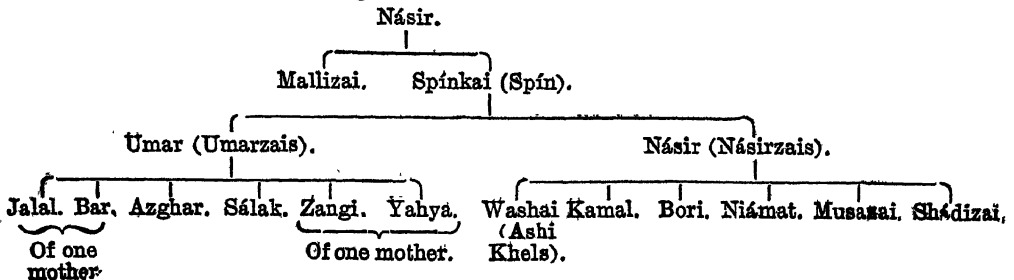 Násir.
Mallizai. Spínkai (Spín).
Umar (Umarzais). Násir (Násirzais).
Jalal. Bar. Azghar. Sálak. Zangi. Yahya. Washai Kamal. Bori. Niámat. Musazai. Shádizai.
(Ashi
Of one Of one mother. Khels).
mother